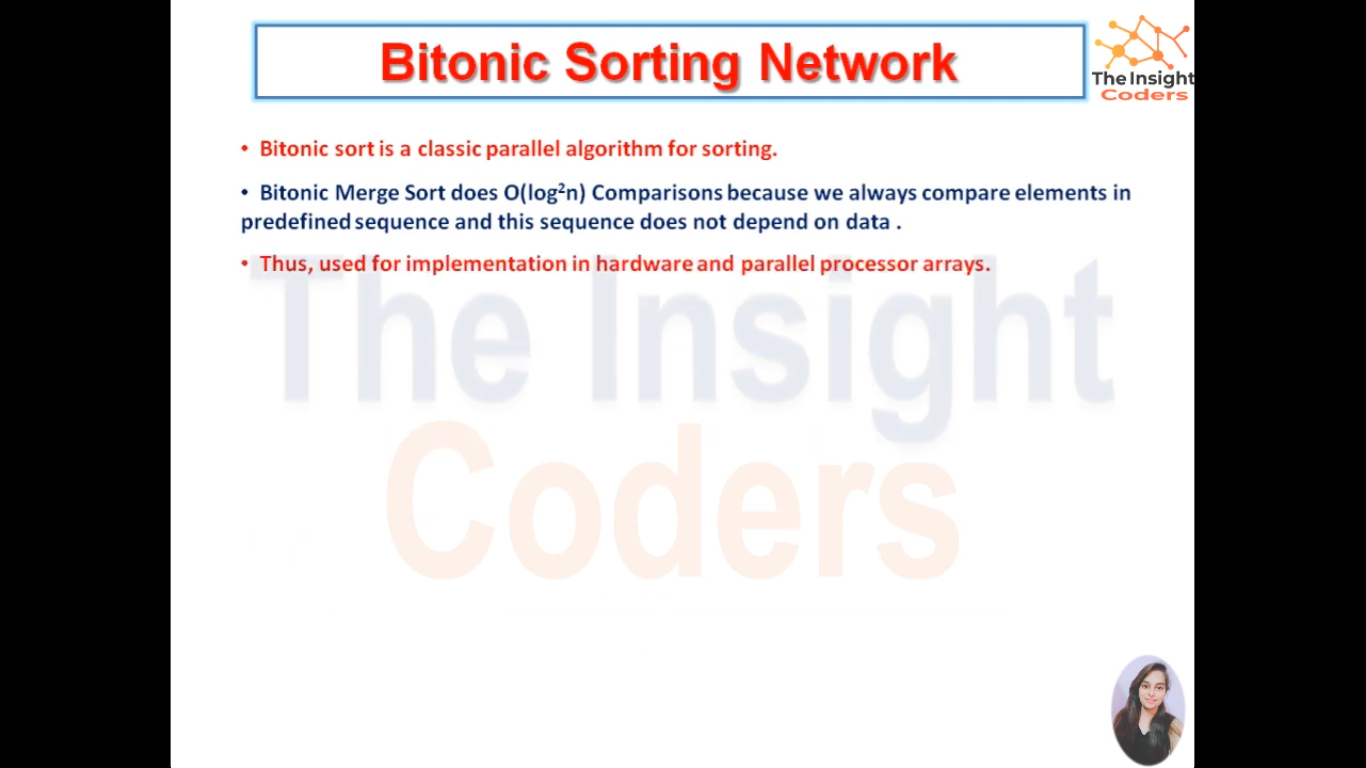 Bitonic Sorting Network
The Insight
Coders
• Bitonic sort is a classic parallel algorithm for sorting.
• Bitonic Merge Sort does O(log²n) Comparisons because we always compare elements in
predefined sequence and this sequence does not depend on data .
• Thus, used for implementation in hardware and parallel processor arrays.
The Insight
Coders